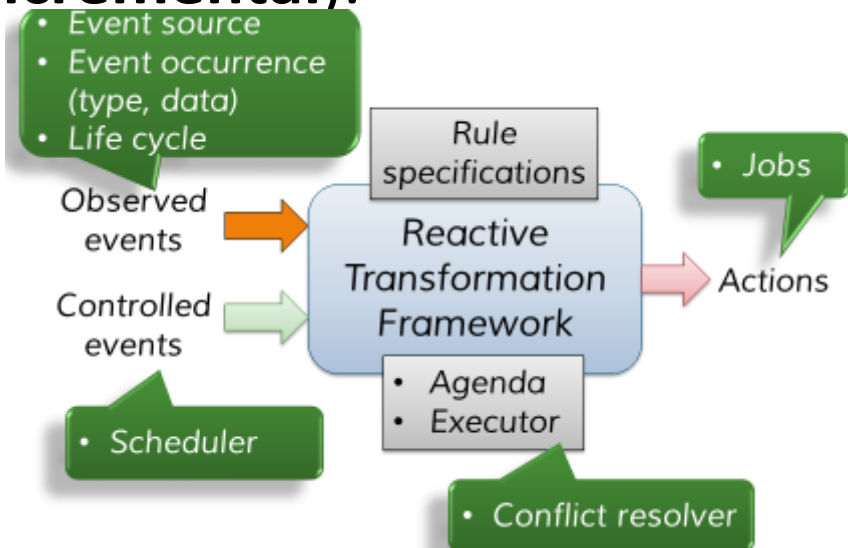 cremental).
• Event source
• Event occurrence
(type, data)
• Life cycle
Rule
specifications
• Jobs
Observed
events
Reactive
Transformation
Framework
Actions
Controlled
events
• Agenda
• Executor
• Scheduler
• Conflict resolver